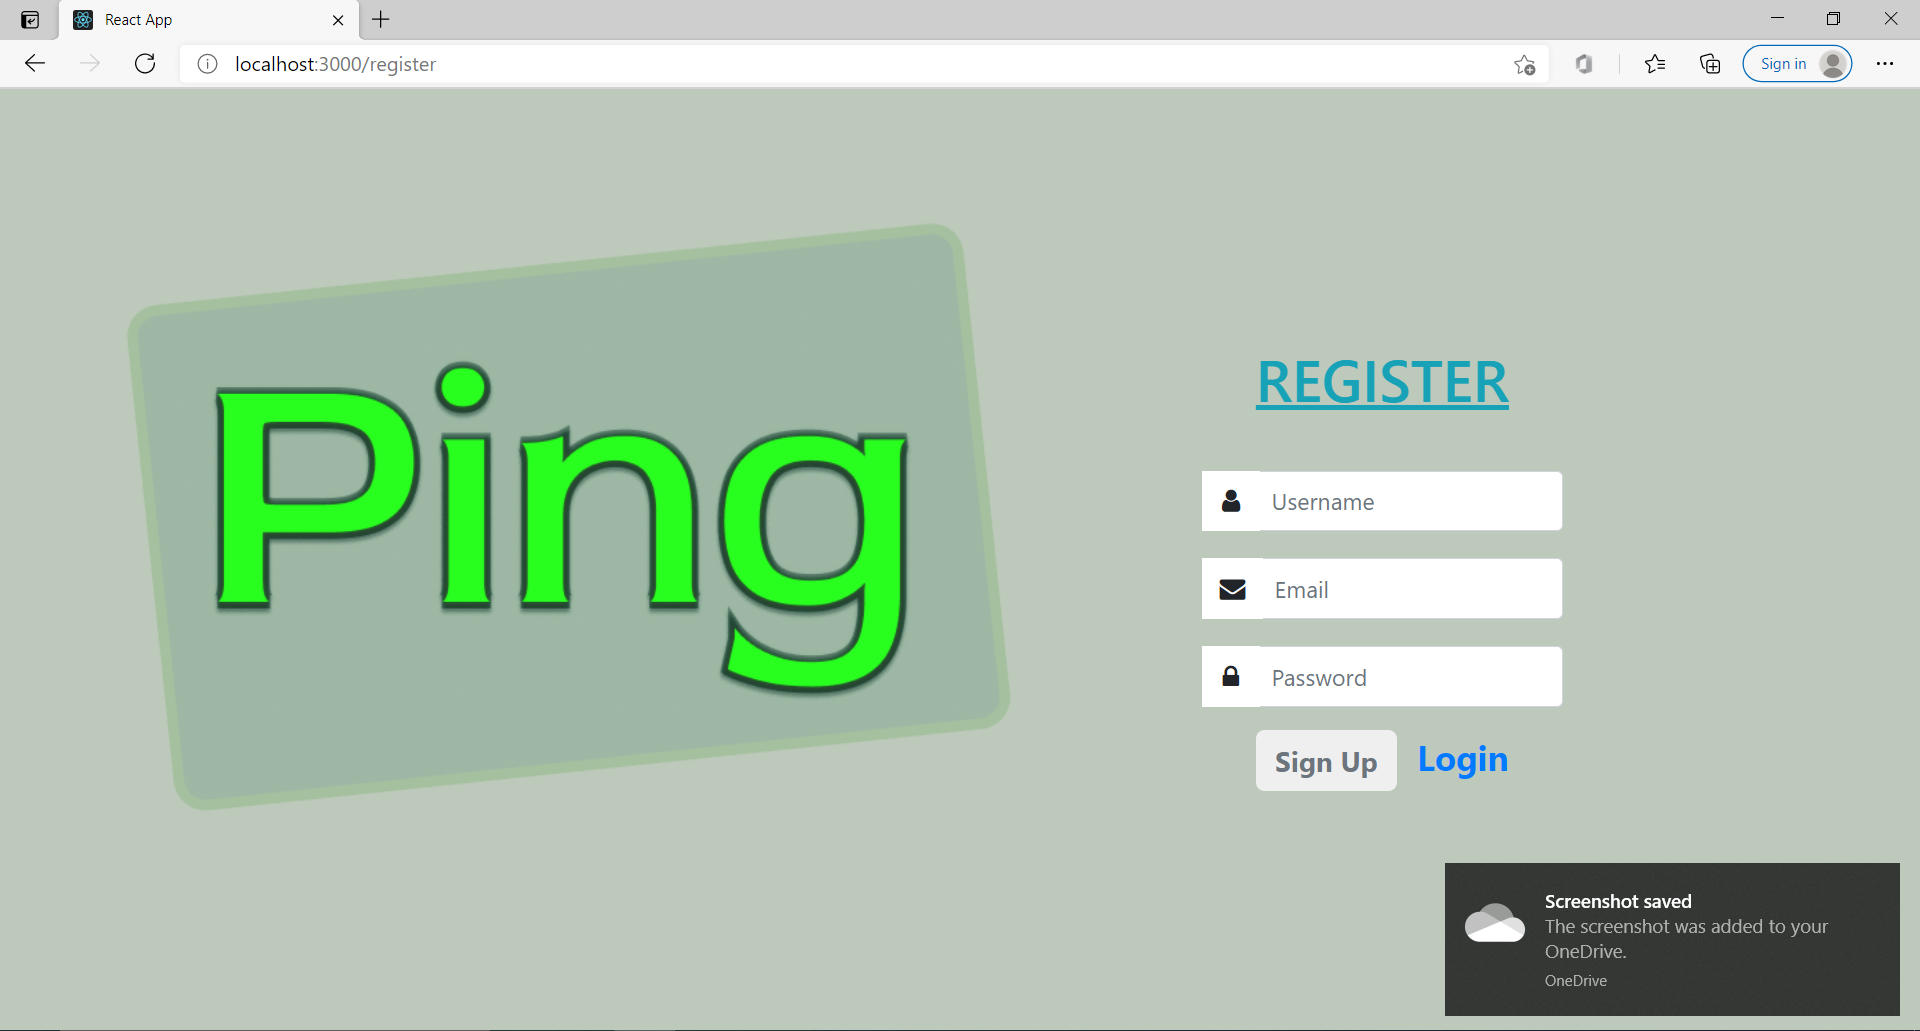 React App
localhost:3000/register
Sign in
Ping
REGISTER
Username
Email
Password
Sign Up
Login
Screenshot saved
The screenshot was added to your
OneDrive.
OneDrive